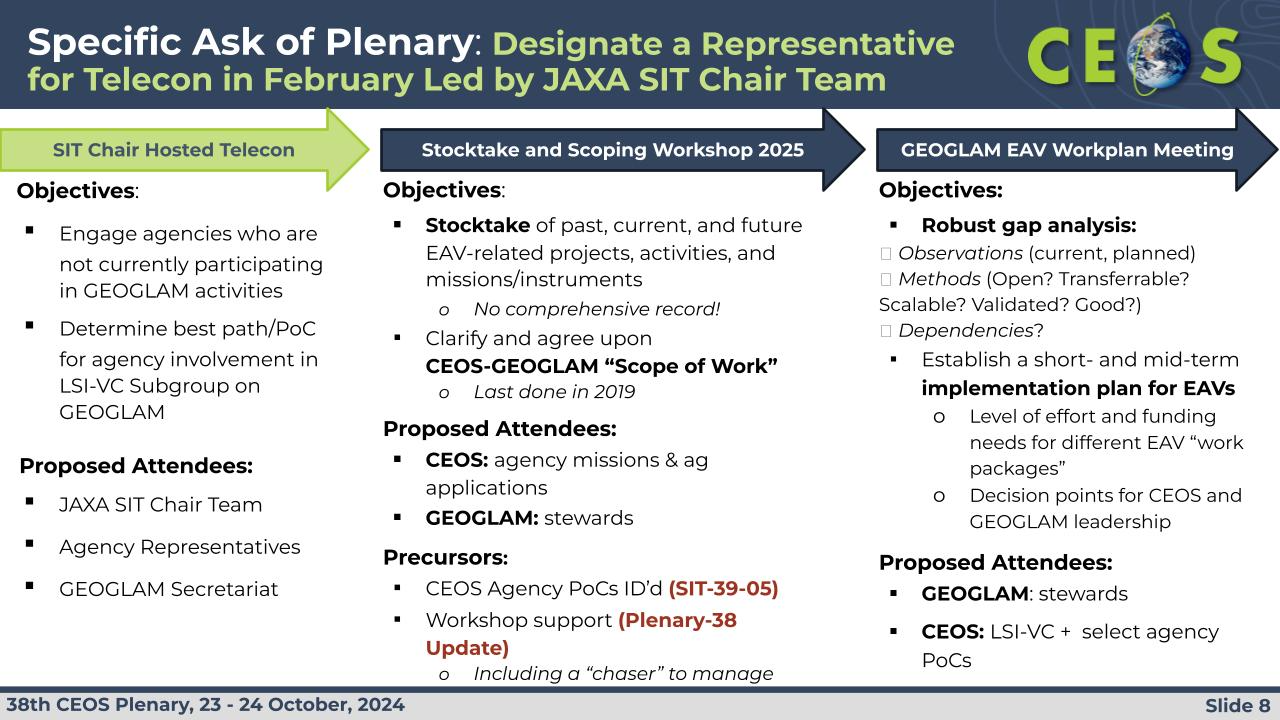 Specific Ask of Plenary: Designate a Representative
for Telecon in February Led by JAXA SIT Chair Team
CEOS
SIT Chair Hosted Telecon
Objectives:
▪ Engage agencies who are
not currently participating
in GEOGLAM activities
▪ Determine best path/PoC
for agency involvement in
LSI-VC Subgroup on
GEOGLAM
Proposed Attendees:
▪ JAXA SIT Chair Team
▪ Agency Representatives
▪ GEOGLAM Secretariat
Stocktake and Scoping Workshop 2025
Objectives:
▪ Stocktake of past, current, and future
EAV-related projects, activities, and
missions/instruments
o No comprehensive record!
▪ Clarify and agree upon
CEOS-GEOGLAM “Scope of Work”
o Last done in 2019
Proposed Attendees:
▪ CEOS: agency missions & ag
applications
▪ GEOGLAM: stewards
Precursors:
▪ CEOS Agency PoCs ID’d (SIT-39-05)
▪ Workshop support (Plenary-38
Update)
o Including a “chaser” to manage
GEOGLAM EAV Workplan Meeting
Objectives:
▪ Robust gap analysis:
Observations (current, planned)
Methods (Open? Transferrable?
Scalable? Validated? Good?)
Dependencies?
▪ Establish a short- and mid-term
implementation plan for EAVs
o Level of effort and funding
needs for different EAV “work
packages”
o Decision points for CEOS and
GEOGLAM leadership
Proposed Attendees:
▪ GEOGLAM: stewards
▪ CEOS: LSI-VC + select agency
PoCs
38th CEOS Plenary, 23 - 24 October, 2024
Slide 8